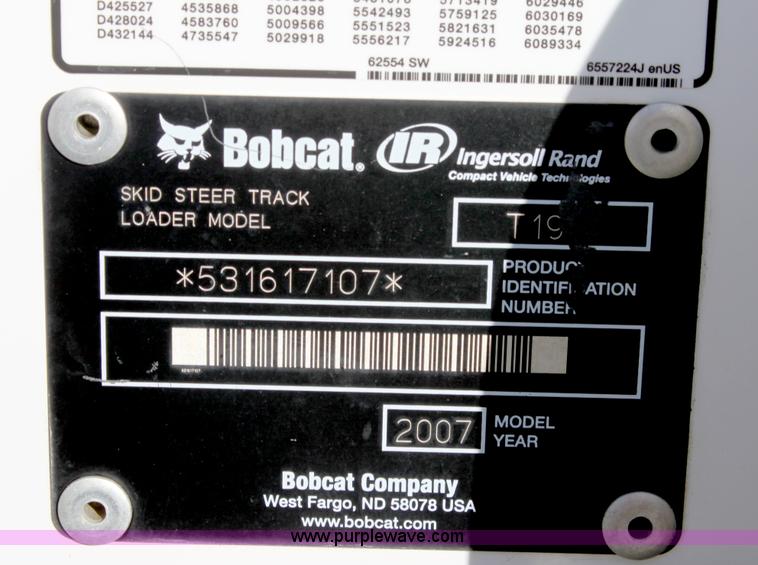 D425527 4535868 5004398 5542493 5759125 6030169
D428024 4583760 5009566 5551523 5821631 6035478
D432144 4735547 5029918 5556217 5924516 6089334
62554 SW 6557224J enUS
Bobcat® IR Ingersoll Rand
Compact Vehicle Technologies
SKID STEER TRACK
LOADER MODEL T19
*531617107* PRODUCT
IDENTIFICATION
NUMBER
2007 MODEL
YEAR
Bobcat Company
West Fargo, ND 58078 USA
www.bobcat.com
www.purplewave.com